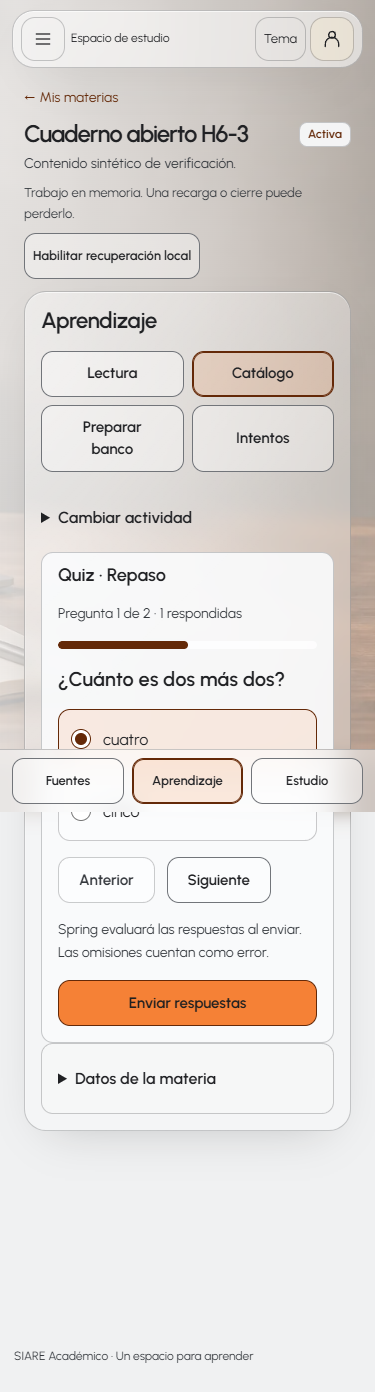 Espacio de estudio
Tema
← Mis materias
Cuaderno abierto H6-3
Activa
Contenido sintético de verificación.
Trabajo en memoria. Una recarga o cierre puede
perderlo.
Habilitar recuperación local
Aprendizaje
Lectura
Catálogo
Preparar
banco
Intentos
Cambiar actividad
Quiz · Repaso
Pregunta 1 de 2 · 1 respondidas
¿Cuánto es dos más dos?
cuatro
Fuentes
Aprendizaje
Estudio
cinco
Anterior
Siguiente
Spring evaluará las respuestas al enviar.
Las omisiones cuentan como error.
Enviar respuestas
Datos de la materia
SIARE Académico · Un espacio para aprender